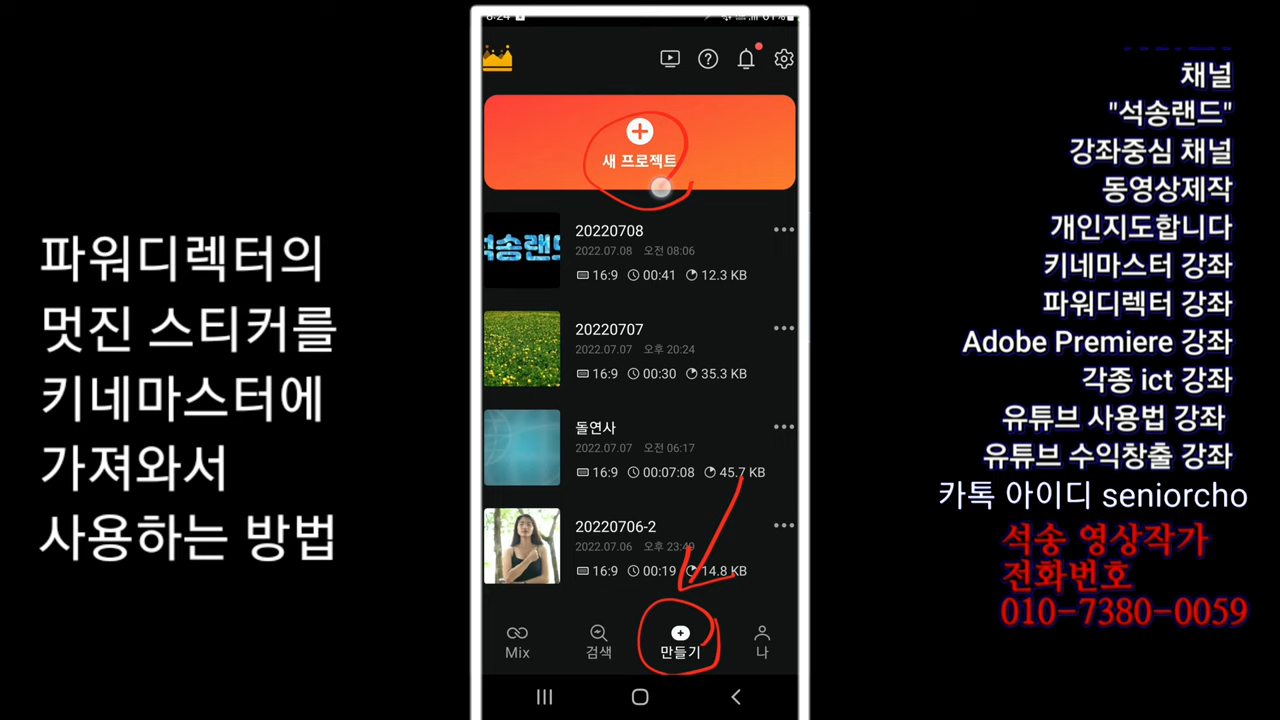 파워디렉터의
멋진 스티커를
키네마스터에
가져와서
사용하는 방법
새 프로젝트
20220708
2022.07.08 오전 08:06
16:9 00:41 12.3 KB
20220707
2022.07.07 오후 20:24
16:9 00:30 35.3 KB
돌연사
2022.07.07 오전 06:17
16:9 00:07:08 45.7 KB
20220706-2
2022.07.06 오후 23:49
16:9 00:19 14.8 KB
Mix 검색 만들기 나
채널
"석송랜드"
강좌중심 채널
동영상제작
개인지도합니다
키네마스터 강좌
파워디렉터 강좌
Adobe Premiere 강좌
각종 ict 강좌
유튜브 사용법 강좌
유튜브 수익창출 강좌
카톡 아이디 seniorcho
석송 영상작가
전화번호
010-7380-0059